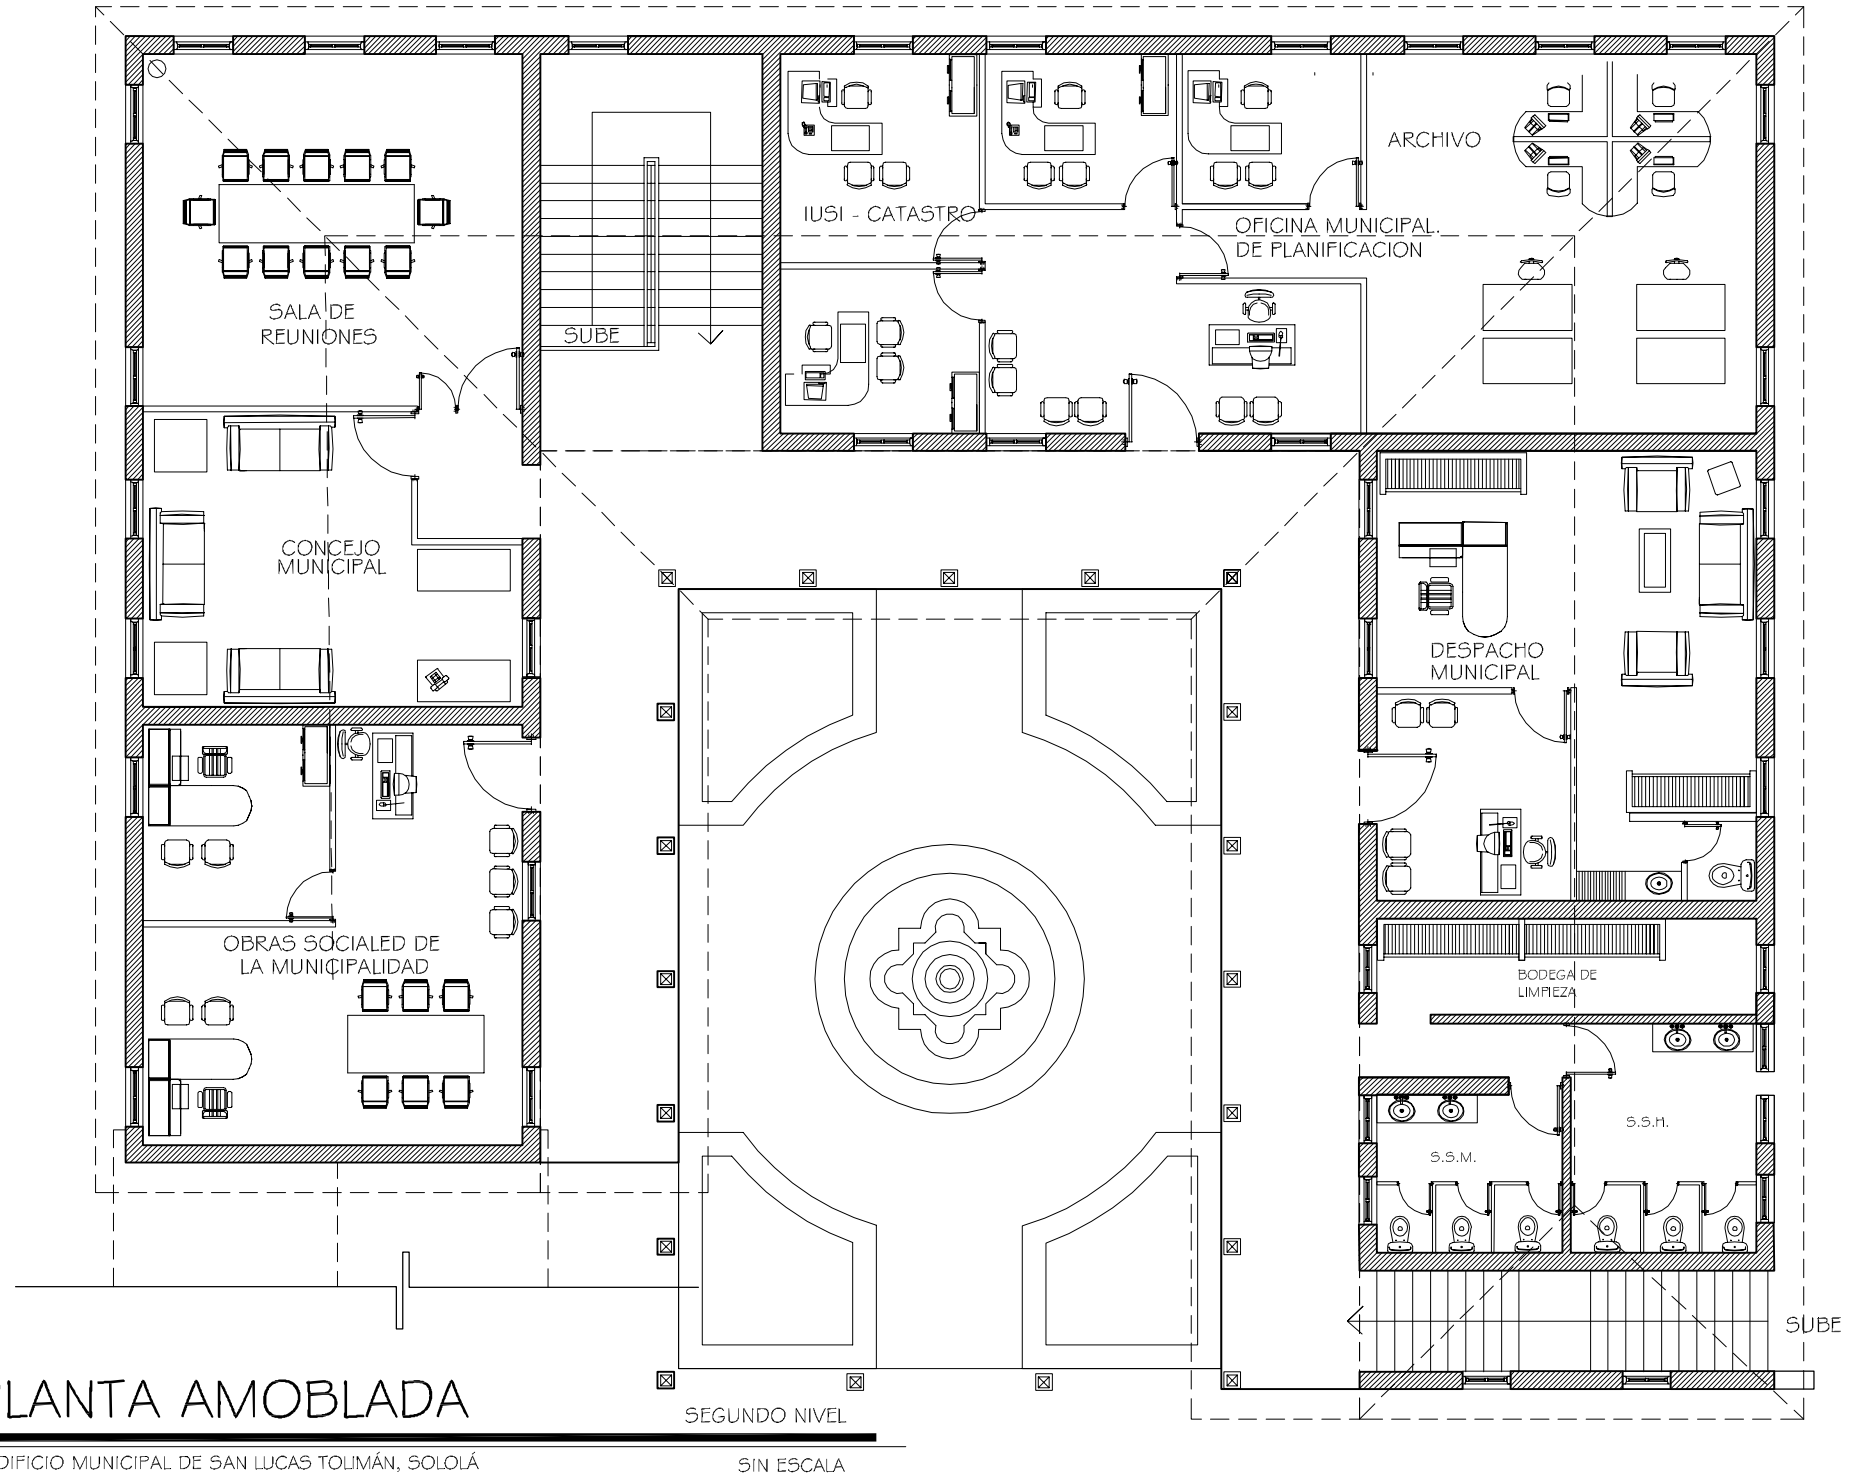 ARCHIVO
IUSI - CATASTRO
OFICINA MUNICIPAL.
DE PLANIFICACION
SALA DE
REUNIONES
SUBE
CONCEJO
MUNICIPAL
DESPACHO
MUNICIPAL
OBRAS SOCIALED DE
LA MUNICIPALIDAD
BODEGA DE
LIMPIEZA
S.S.H.
S.S.M.
SUBE
LANTA AMOBLADA
SEGUNDO NIVEL
DIFICIO MUNICIPAL DE SAN LUCAS TOLIMÁN, SOLOLÁ
SIN ESCALA